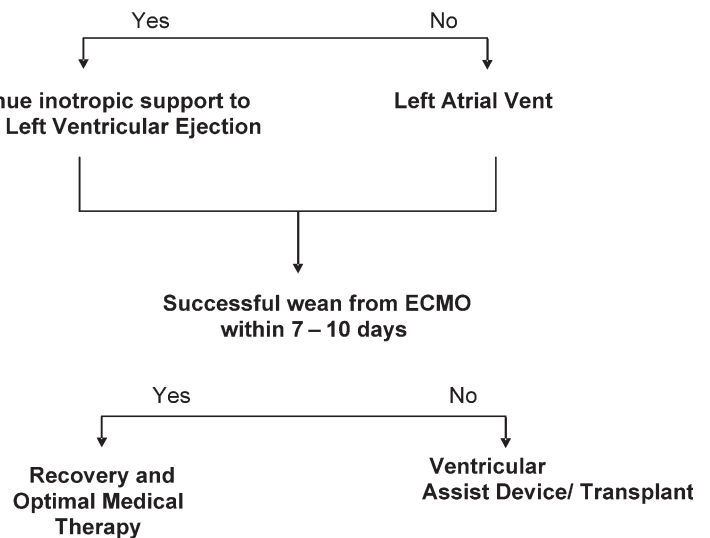 Yes No
inotropic support to
Left Ventricular Ejection
Left Atrial Vent
Successful wean from ECMO
within 7 – 10 days
Yes No
Recovery and
Optimal Medical
Therapy
Ventricular
Assist Device/ Transplant